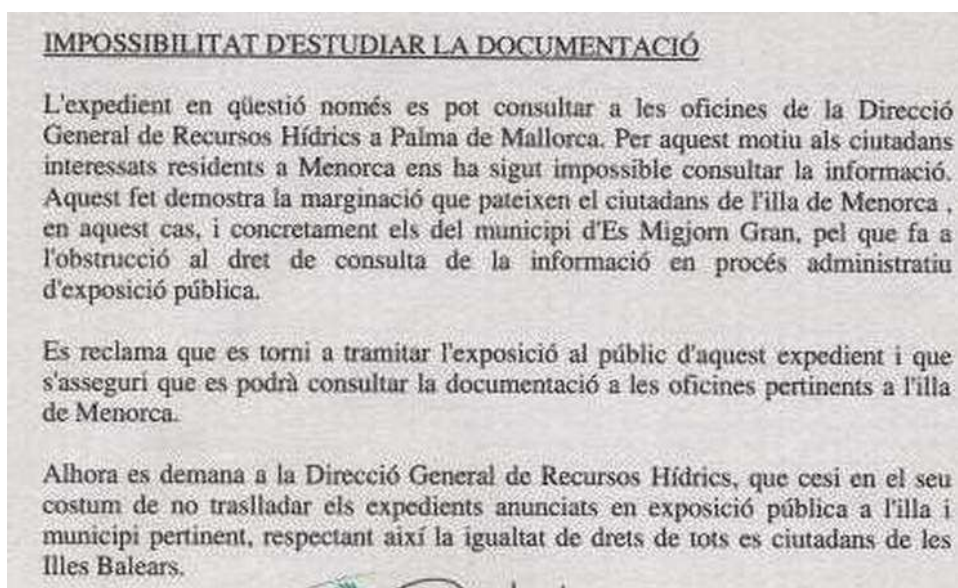 IMPOSSIBILITAT D'ESTUDIAR LA DOCUMENTACIÓ
L'expedient en qüestió només es pot consultar a les oficines de la Direcció
General de Recursos Hídrics a Palma de Mallorca. Per aquest motiu als ciutadans
interessats residents a Menorca ens ha sigut impossible consultar la informació.
Aquest fet demostra la marginació que pateixen el ciutadans de l'illa de Menorca ,
en aquest cas, i concretament els del municipi d'Es Migjorn Gran, pel que fa a
l'obstrucció al dret de consulta de la informació en procés administratiu
d'exposició pública.
Es reclama que es torni a tramitar l'exposició al públic d'aquest expedient i que
s'asseguri que es podrà consultar la documentació a les oficines pertinents a l'illa
de Menorca.
Alhora es demana a la Direcció General de Recursos Hídrics, que cesi en el seu
costum de no traslladar els expedients anunciats en exposició pública a l'illa i
municipi pertinent, respectant així la igualtat de drets de tots es ciutadans de les
Illes Balears.